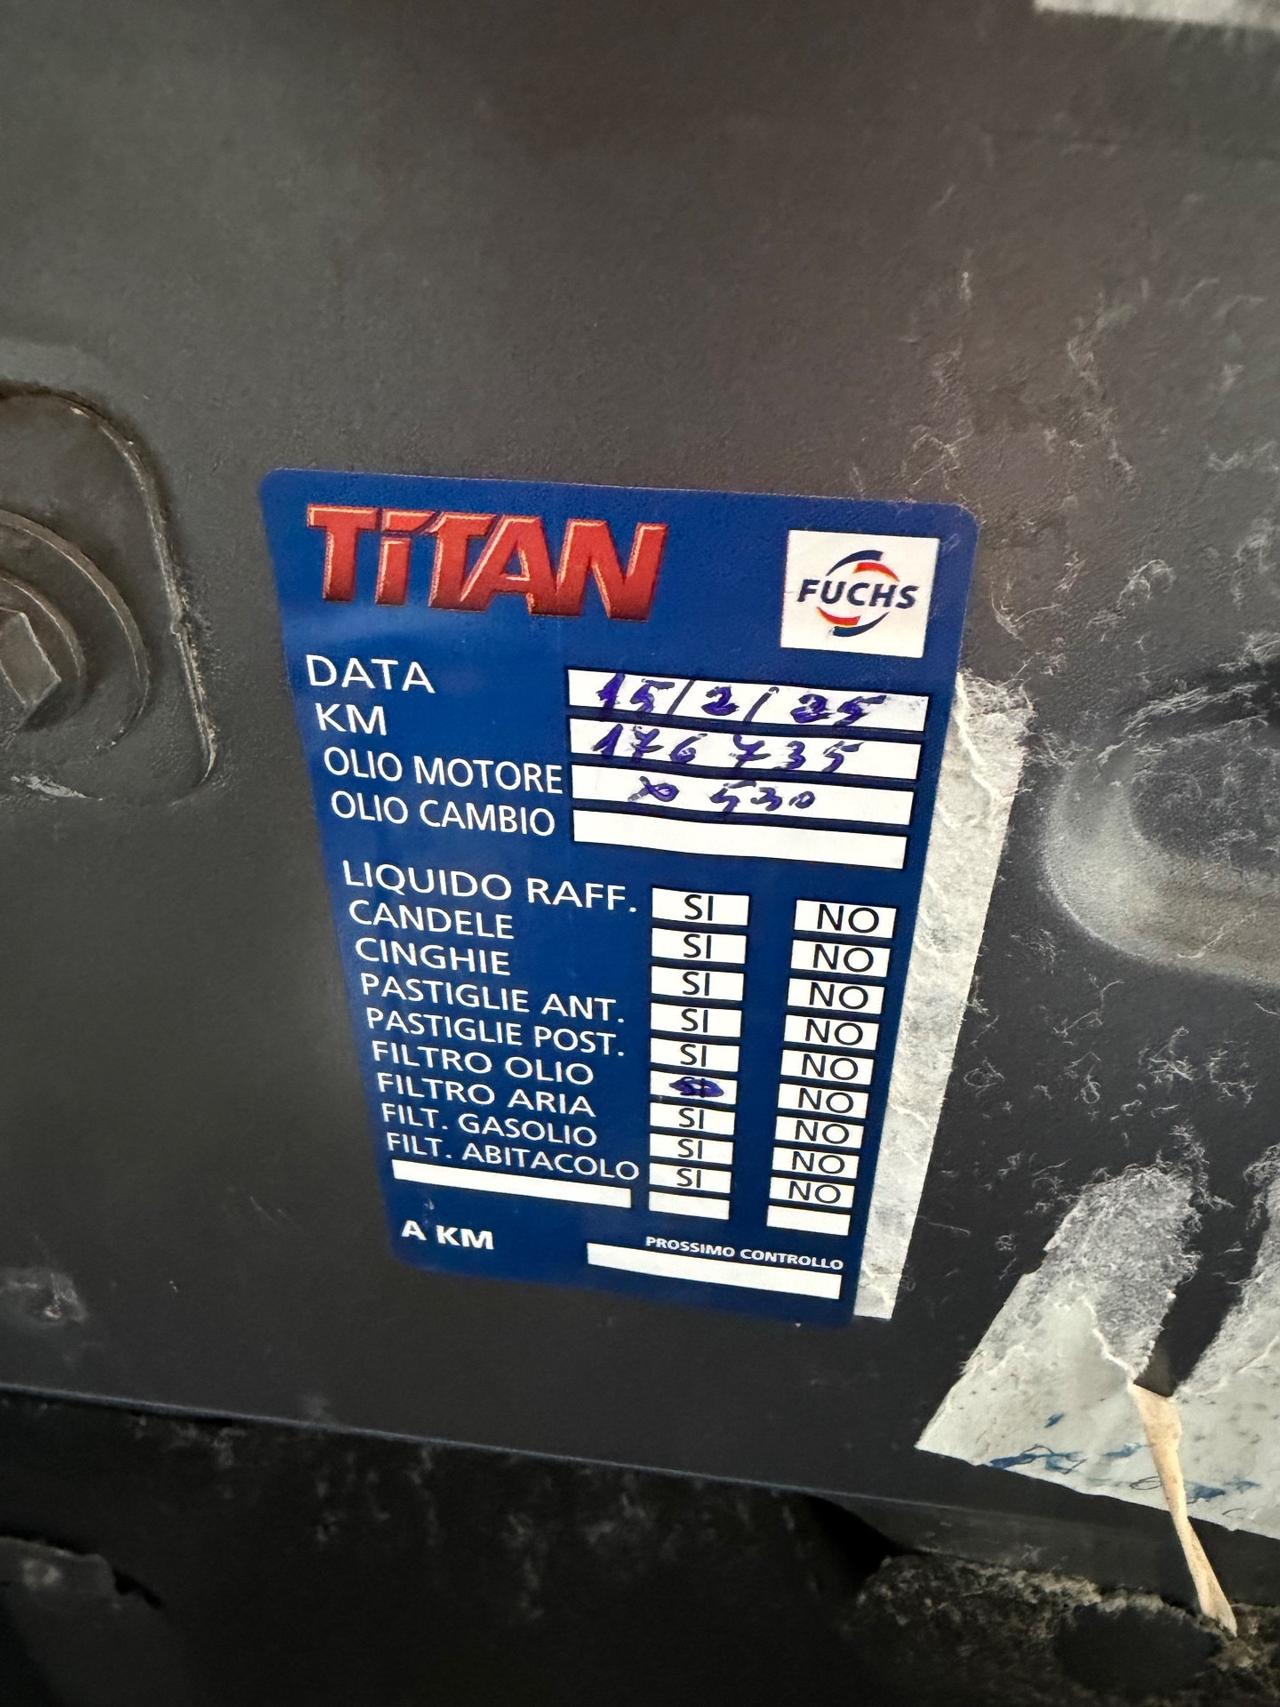 TiTAN FUCHS
DATA 15/2/25
KM 176735
OLIO MOTORE x 530
OLIO CAMBIO
LIQUIDO RAFF. SI NO
CANDELE SI NO
CINGHIE SI NO
PASTIGLIE ANT. SI NO
PASTIGLIE POST. SI NO
FILTRO OLIO SI NO
FILTRO ARIA SI NO
FILT. GASOLIO SI NO
FILT. ABITACOLO SI NO
PROSSIMO CONTROLLO
A KM